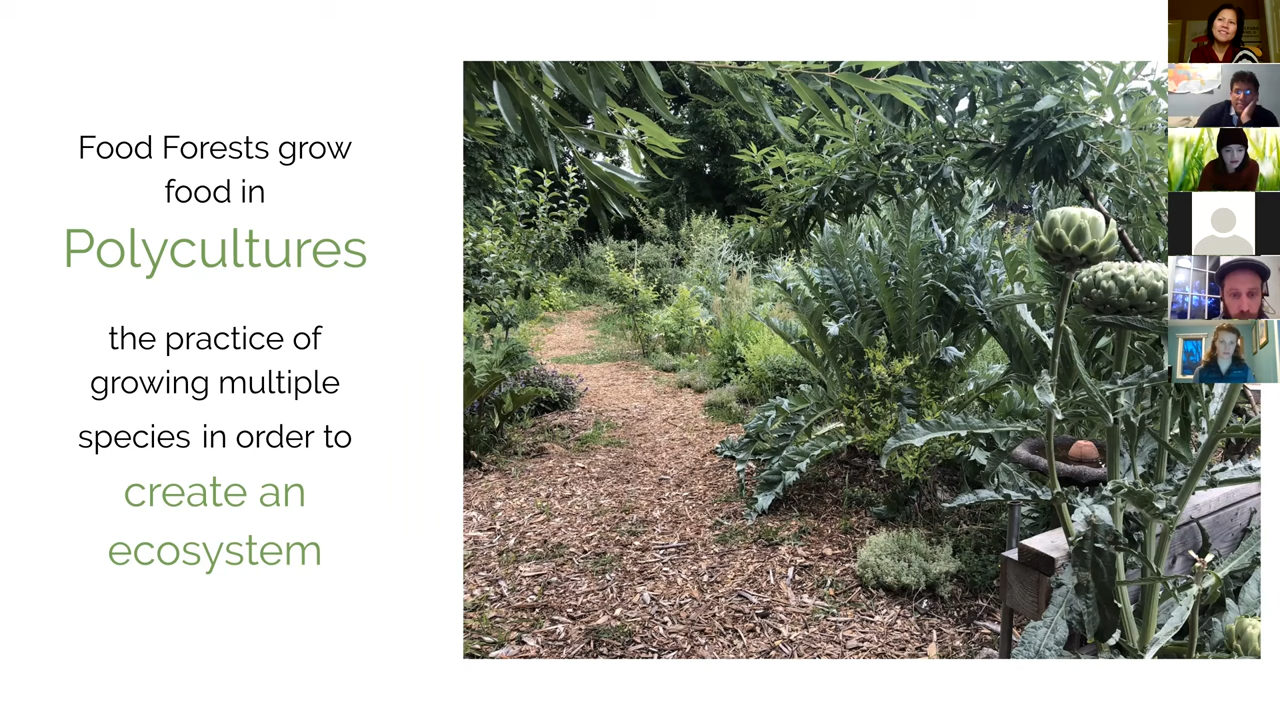 Food Forests grow
food in
Polycultures
the practice of
growing multiple
species in order to
create an
ecosystem